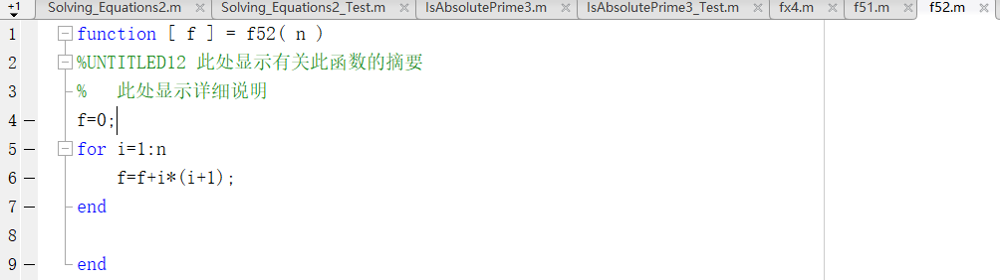 +1 Solving_Equations2.m Solving_Equations2_Test.m IsAbsolutePrime3.m IsAbsolutePrime3_Test.m fx4.m f51.m f52.m
1 function [ f ] = f52( n )
2 %UNTITLED12 此处显示有关此函数的摘要
3 %   此处显示详细说明
4 f=0;
5 for i=1:n
6     f=f+i*(i+1);
7 end
8
9 end